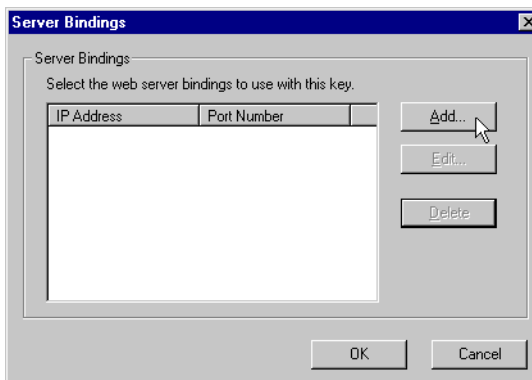 Server Bindings
Server Bindings
Select the web server bindings to use with this key.
IP Address Port Number
Add...
Edit...
Delete
OK Cancel